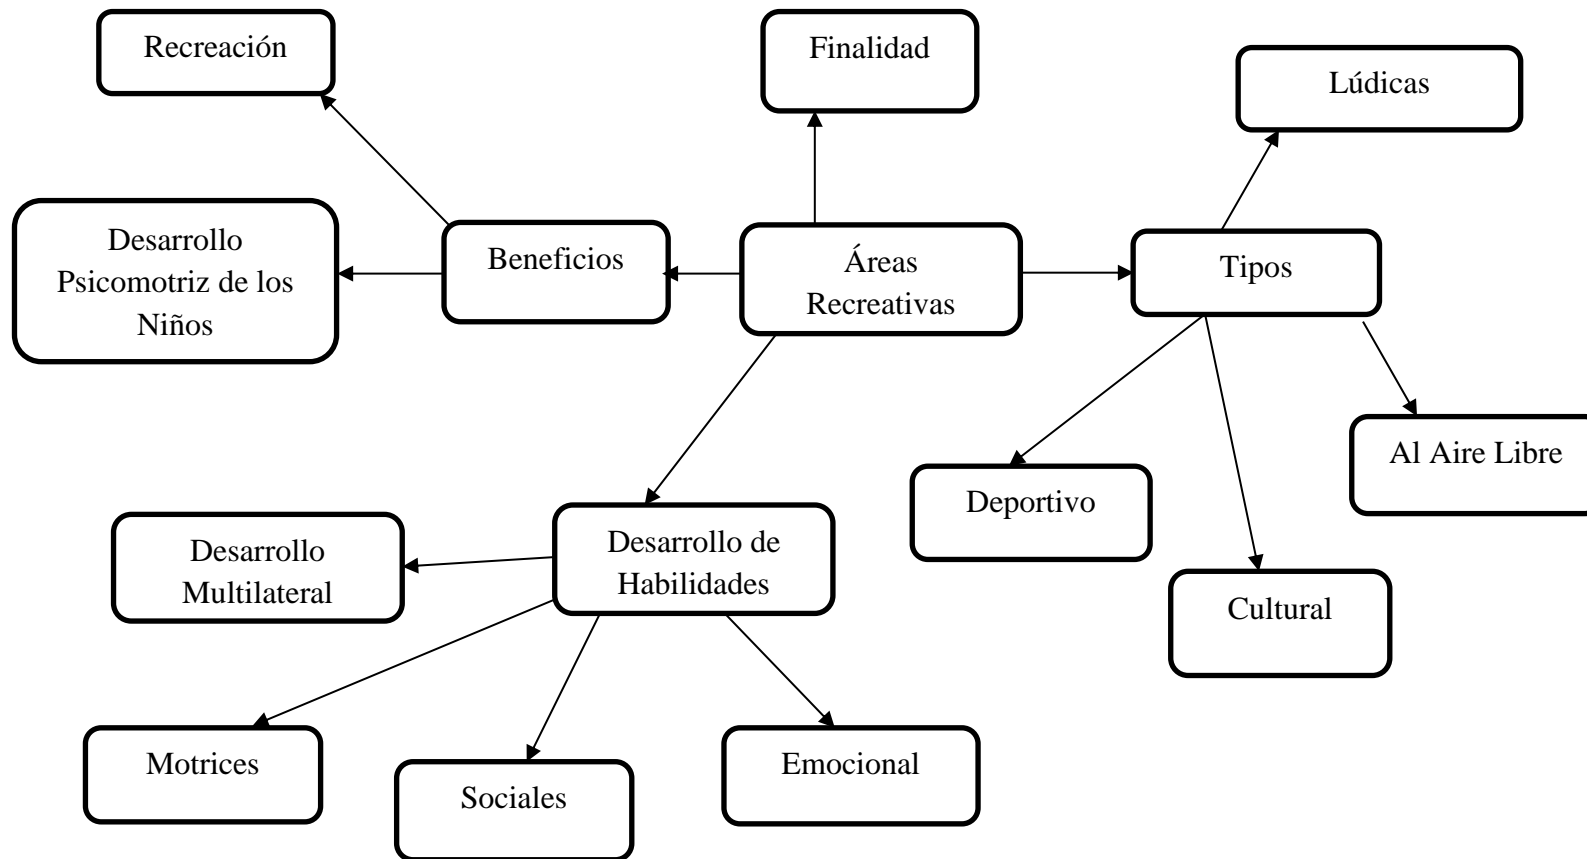 Recreación
Finalidad
Lúdicas
Desarrollo
Psicomotriz de los
Niños
Beneficios
Áreas
Recreativas
Tipos
Al Aire Libre
Deportivo
Desarrollo
Multilateral
Desarrollo de
Habilidades
Cultural
Motrices
Sociales
Emocional